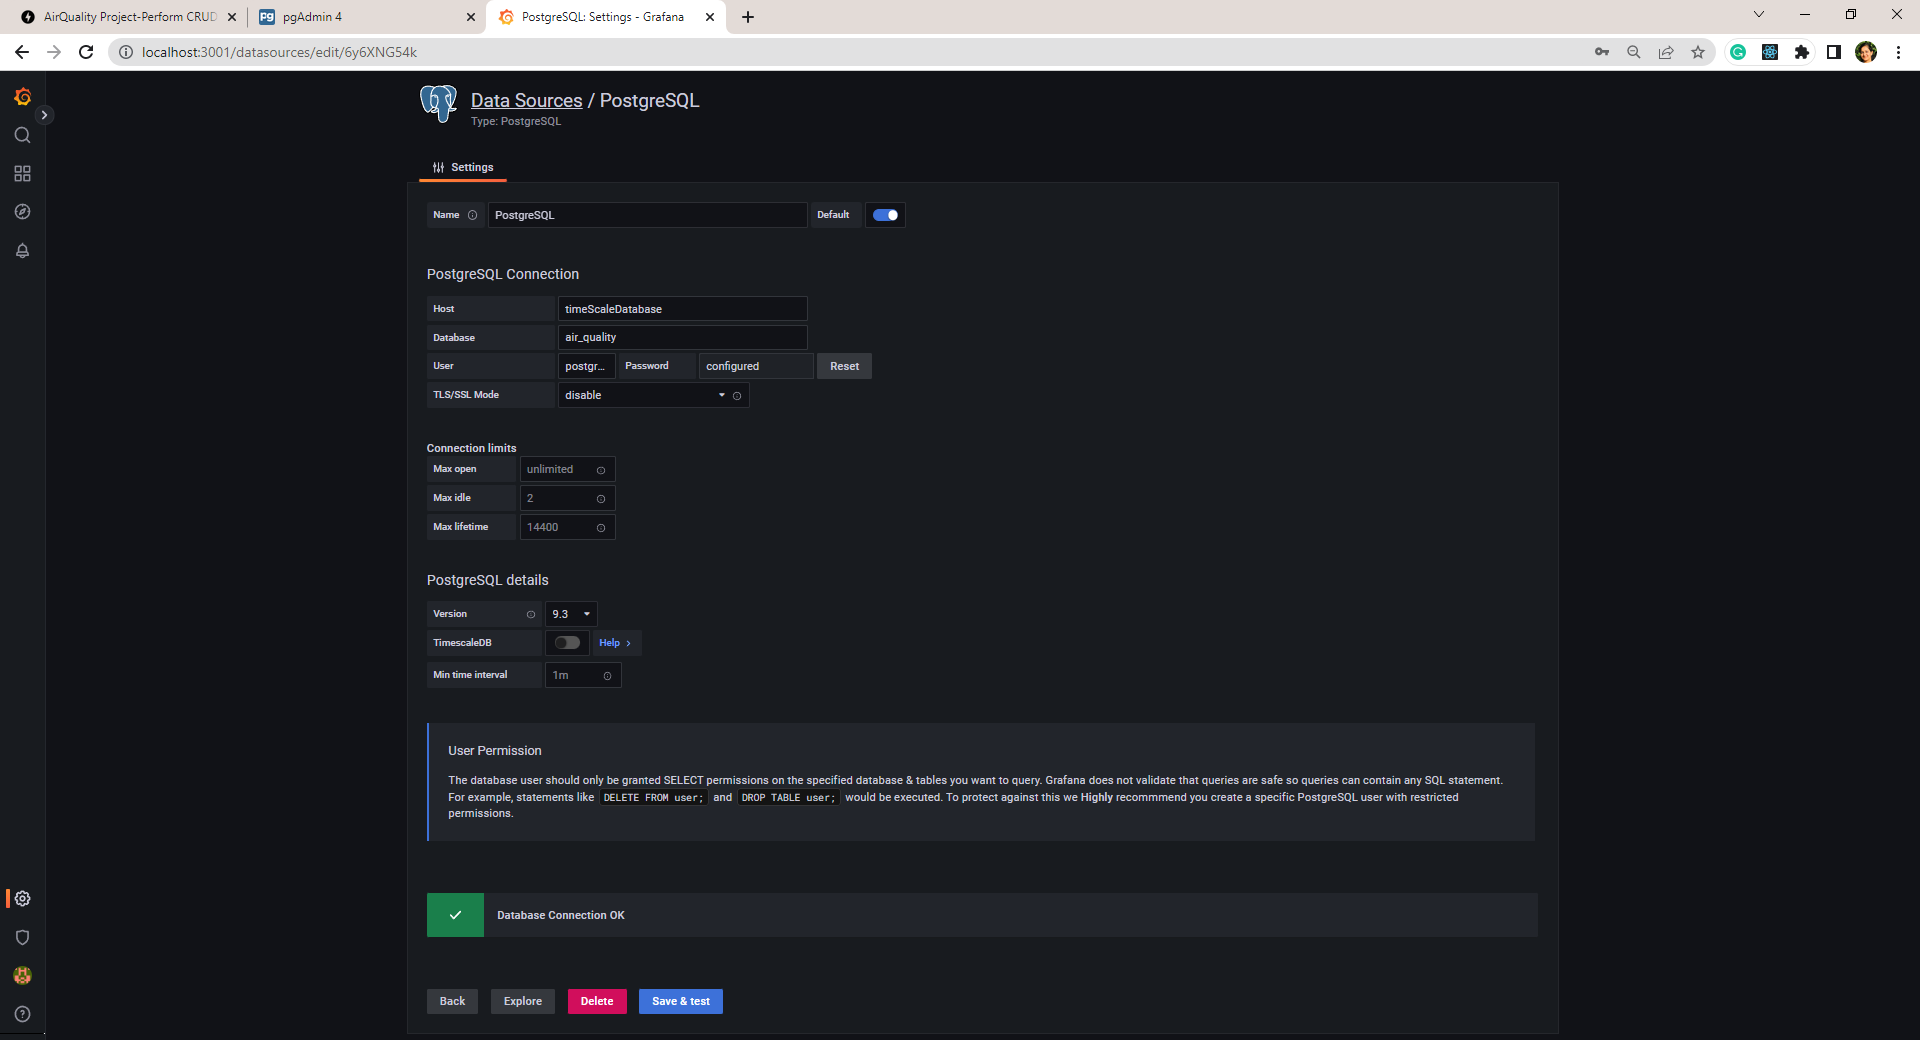 AirQuality Project-Perform CRUD
pgAdmin 4
PostgreSQL: Settings - Grafana
localhost:3001/datasources/edit/6y6XNG54k
Data Sources / PostgreSQL
Type: PostgreSQL
Settings
Name PostgreSQL Default
PostgreSQL Connection
Host timeScaleDatabase
Database air_quality
User postgr... Password configured Reset
TLS/SSL Mode disable
Connection limits
Max open unlimited
Max idle 2
Max lifetime 14400
PostgreSQL details
Version 9.3
TimescaleDB Help >
Min time interval 1m
User Permission
The database user should only be granted SELECT permissions on the specified database & tables you want to query. Grafana does not validate that queries are safe so queries can contain any SQL statement.
For example, statements like DELETE FROM user; and DROP TABLE user; would be executed. To protect against this we Highly recommmend you create a specific PostgreSQL user with restricted
permissions.
Database Connection OK
Back Explore Delete Save & test